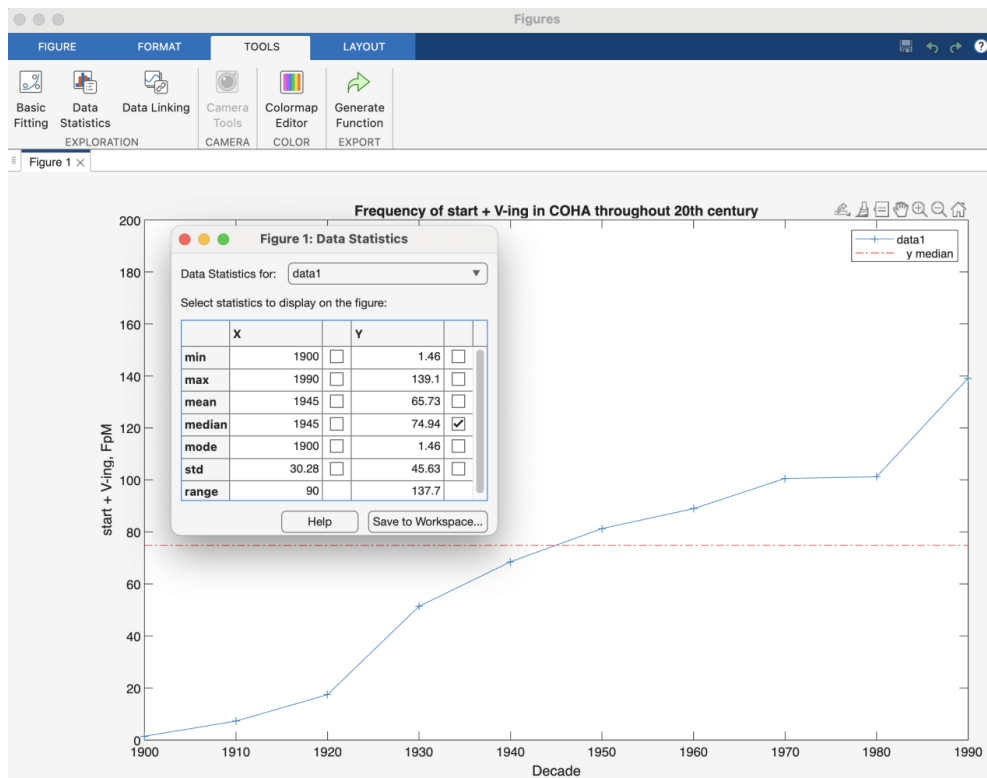 Figures
FIGURE FORMAT TOOLS LAYOUT
?
Basic Fitting
Data Statistics
Data Linking
Camera Tools
Colormap Editor
Generate Function
EXPLORATION CAMERA COLOR EXPORT
Figure 1
Frequency of start + V-ing in COHA throughout 20th century
data1
y median
Figure 1: Data Statistics
Data Statistics for: data1
Select statistics to display on the figure:
X Y
min 1900 1.46
max 1990 139.1
mean 1945 65.73
median 1945 74.94
mode 1900 1.46
std 30.28 45.63
range 90 137.7
Help Save to Workspace...
200
180
160
140
120
100
80
60
40
20
0
start + V-ing, FpM
1900 1910 1920 1930 1940 1950 1960 1970 1980 1990
Decade